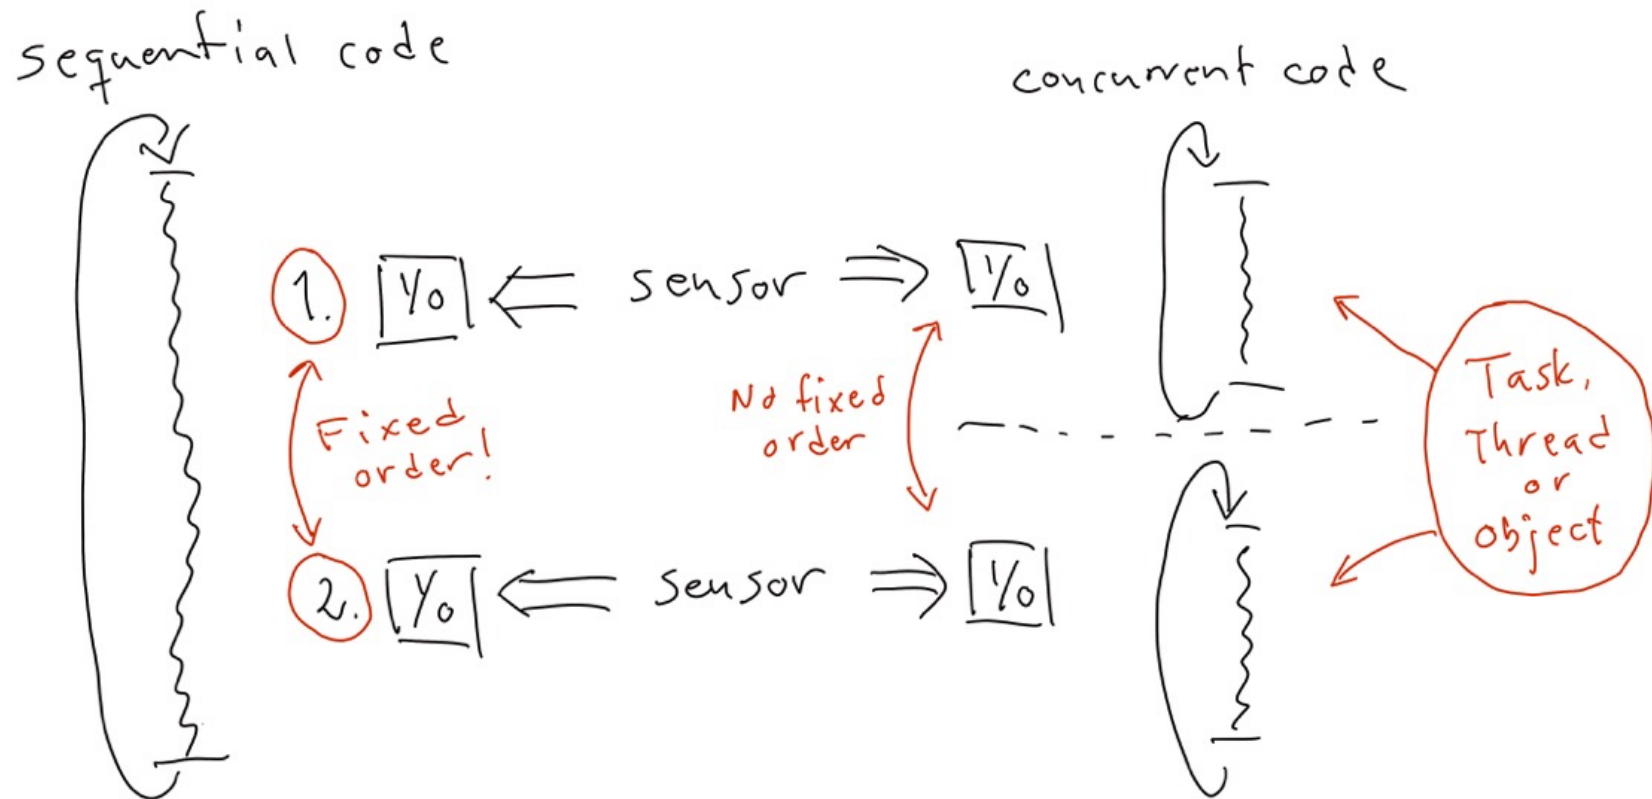 sequential code
concurrent code
1. I/O
sensor
I/O
Fixed
order!
No fixed
order
Task,
Thread
or
object
2. I/O
sensor
I/O